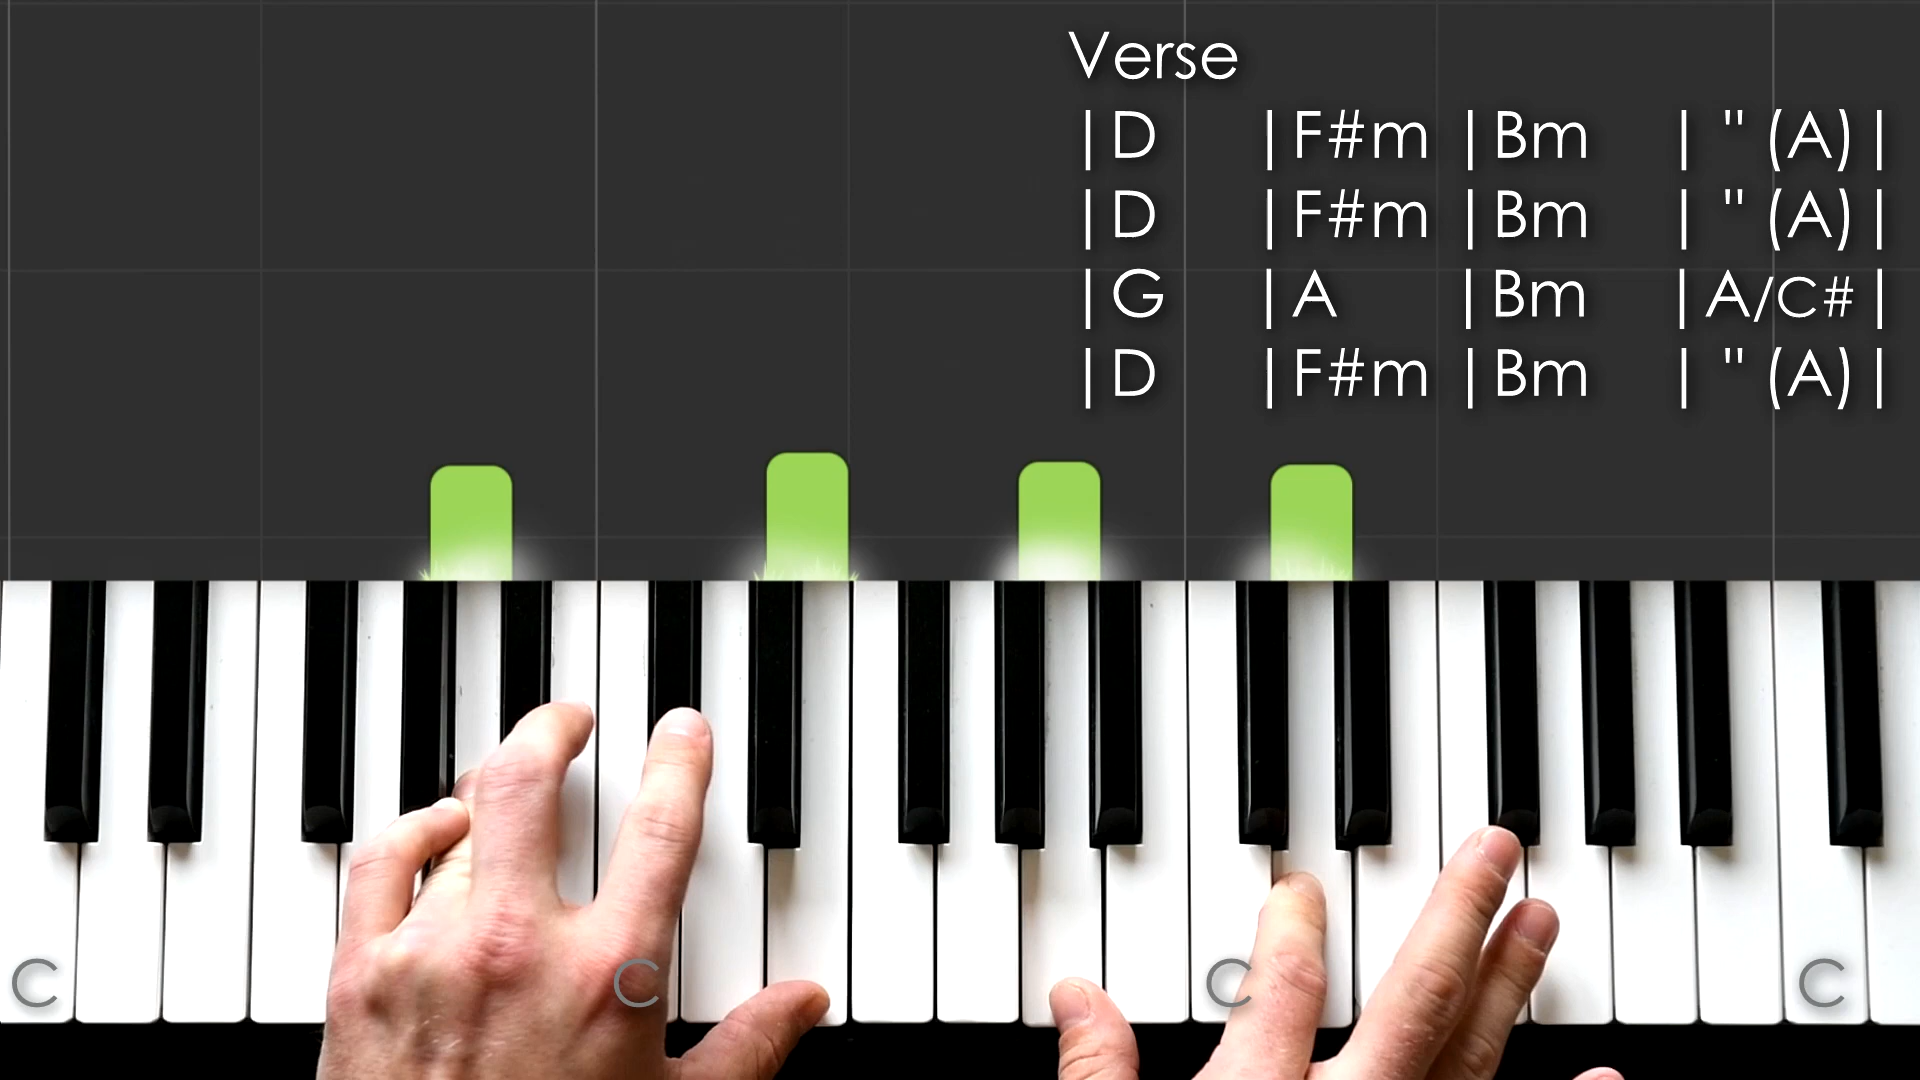 Verse
|D |F#m |Bm | " (A)|
|D |F#m |Bm | " (A)|
|G |A |Bm |A/C#|
|D |F#m |Bm | " (A)|
C C C C